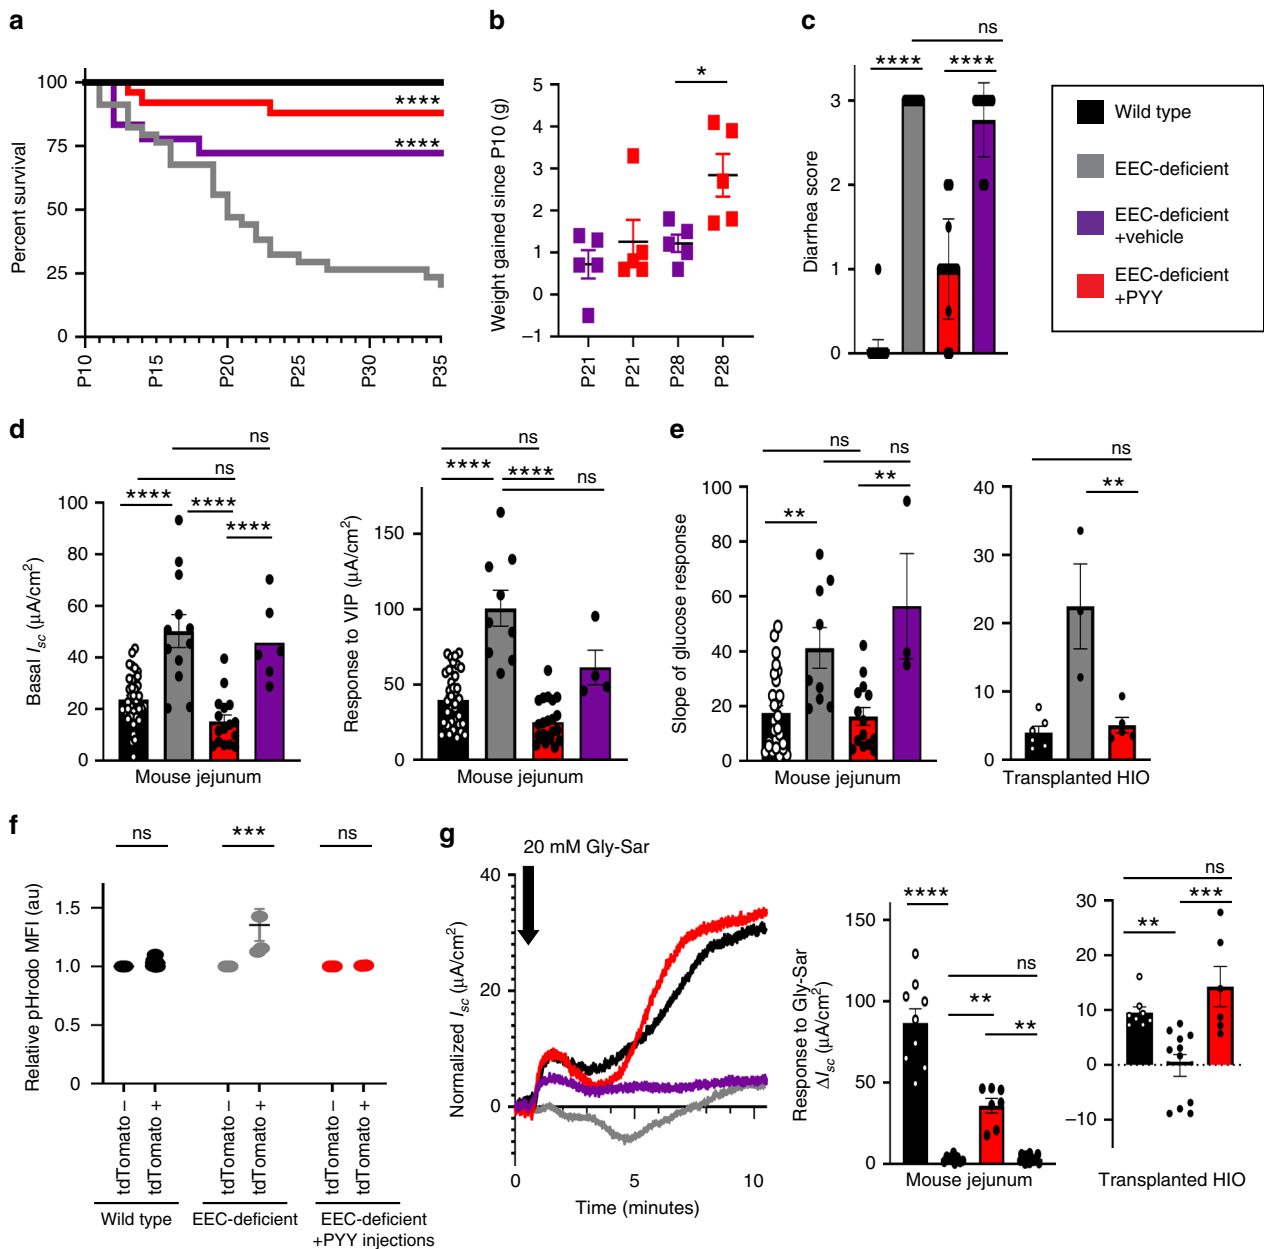 a
Percent survival
100
75
50
25
0
****
****
P10
P15
P20
P25
P30
P35
b
Weight gained since P10 (g)
5
4
3
2
1
0
−1
*
P21
P21
P28
P28
c
Diarrhea score
3
2
1
0
ns
****
****
Wild type
EEC-deficient
EEC-deficient
+vehicle
EEC-deficient
+PYY
d
Basal Isc (μA/cm²)
100
80
60
40
20
0
ns
ns
****
****
****
Mouse jejunum
Response to VIP (μA/cm²)
150
100
50
0
ns
****
****
ns
Mouse jejunum
e
Slope of glucose response
100
80
60
40
20
0
ns
ns
**
**
Mouse jejunum
40
30
20
10
0
ns
**
Transplanted HIO
f
Relative pHrodo MFI (au)
1.5
1.0
0.5
0
ns
***
ns
tdTomato −
tdTomato +
tdTomato −
tdTomato +
tdTomato −
tdTomato +
Wild type
EEC-deficient
EEC-deficient
+PYY injections
g
20 mM Gly-Sar
Normalized Isc (μA/cm²)
40
20
0
0
5
10
Time (minutes)
Response to Gly-Sar
ΔIsc (μA/cm²)
150
100
50
0
****
ns
**
**
Mouse jejunum
30
20
10
0
−10
ns
***
**
Transplanted HIO